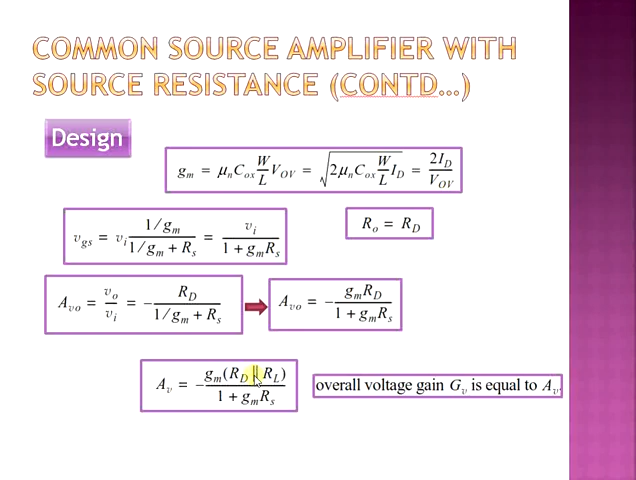 COMMON SOURCE AMPLIFIER WITH
SOURCE RESISTANCE (CONTD...)
Design
g_m = μ_n C_ox W/L V_OV = √(2μ_n C_ox W/L I_D) = 2I_D/V_OV
v_gs = v_i (1/g_m)/(1/g_m + R_s) = v_i/(1 + g_m R_s)
R_o = R_D
A_vo = v_o/v_i = − R_D/(1/g_m + R_s)
A_vo = − g_m R_D/(1 + g_m R_s)
A_v = − g_m(R_D || R_L)/(1 + g_m R_s)
overall voltage gain G_v is equal to A_v